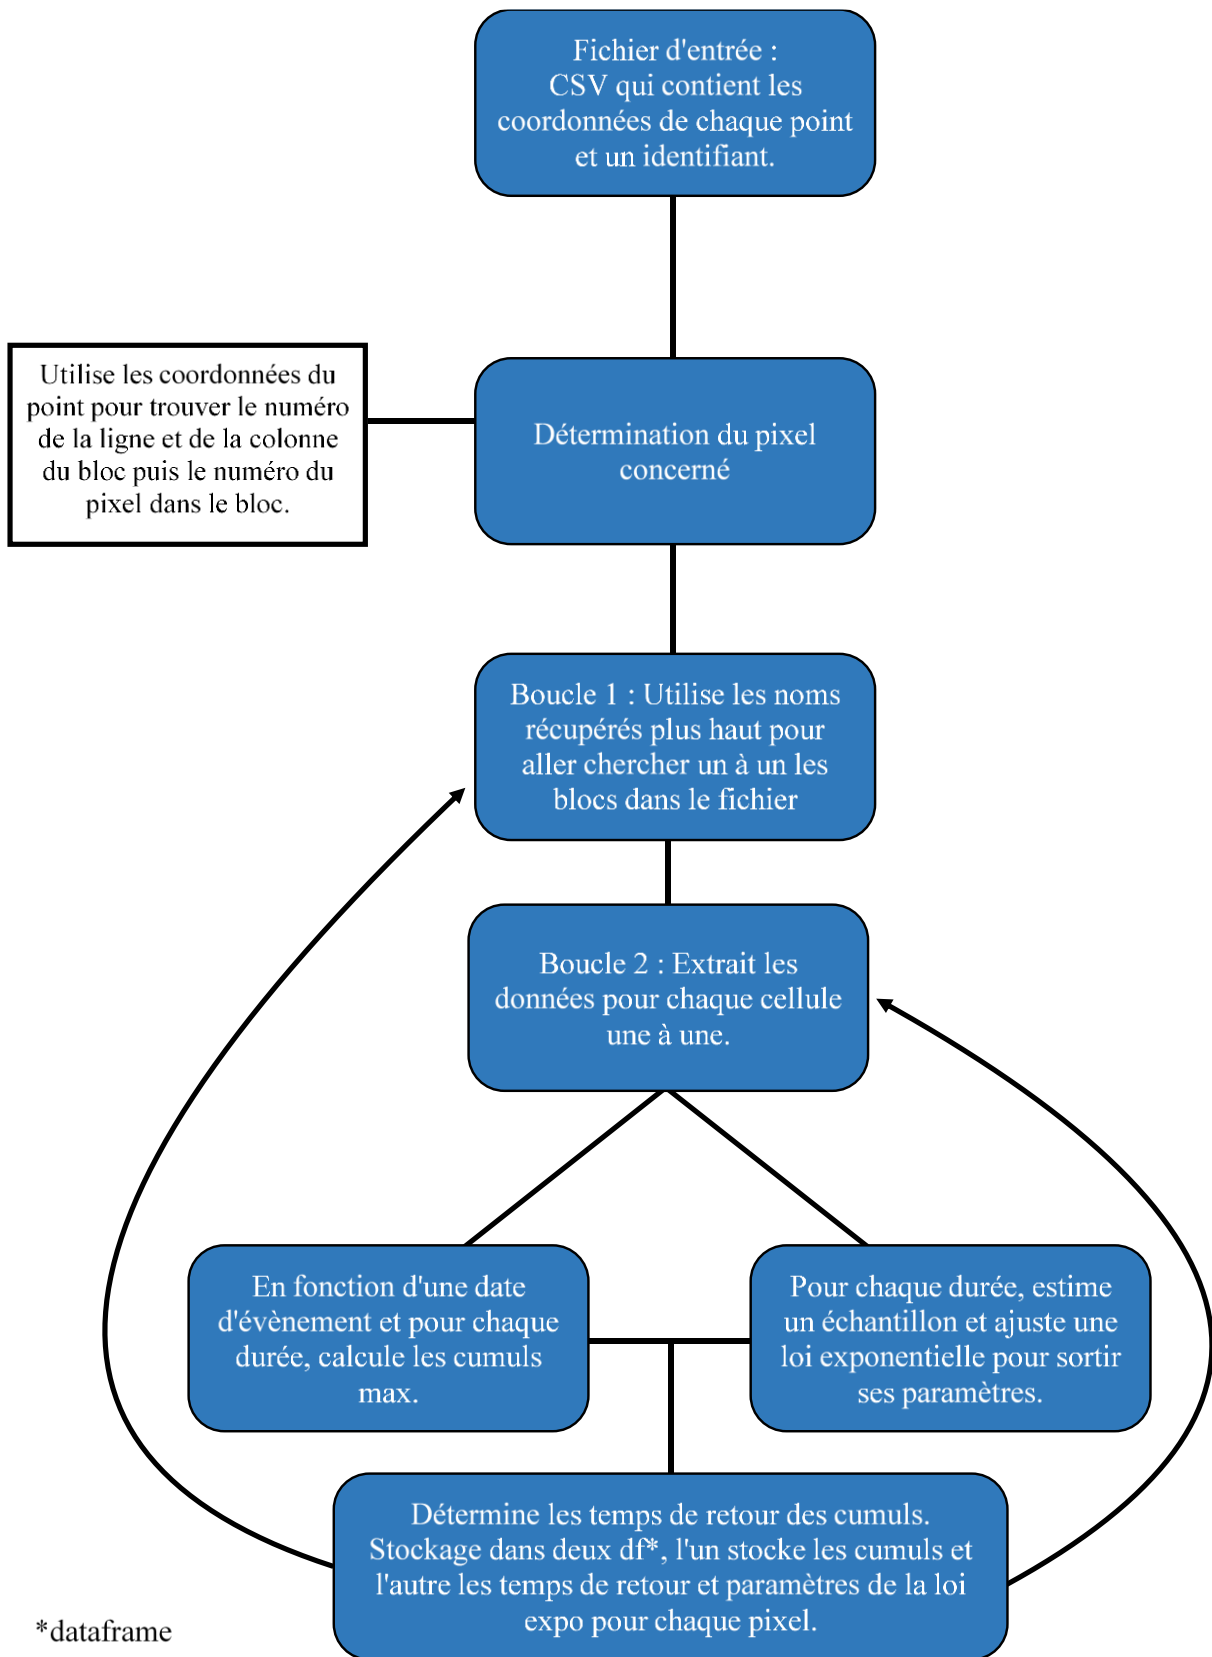 Fichier d'entrée :
CSV qui contient les
coordonnées de chaque point
et un identifiant.
Utilise les coordonnées du
point pour trouver le numéro
de la ligne et de la colonne
du bloc puis le numéro du
pixel dans le bloc.
Détermination du pixel
concerné
Boucle 1 : Utilise les noms
récupérés plus haut pour
aller chercher un à un les
blocs dans le fichier
Boucle 2 : Extrait les
données pour chaque cellule
une à une.
En fonction d'une date
d'évènement et pour chaque
durée, calcule les cumuls
max.
Pour chaque durée, estime
un échantillon et ajuste une
loi exponentielle pour sortir
ses paramètres.
Détermine les temps de retour des cumuls.
Stockage dans deux df*, l'un stocke les cumuls et
l'autre les temps de retour et paramètres de la loi
expo pour chaque pixel.
*dataframe